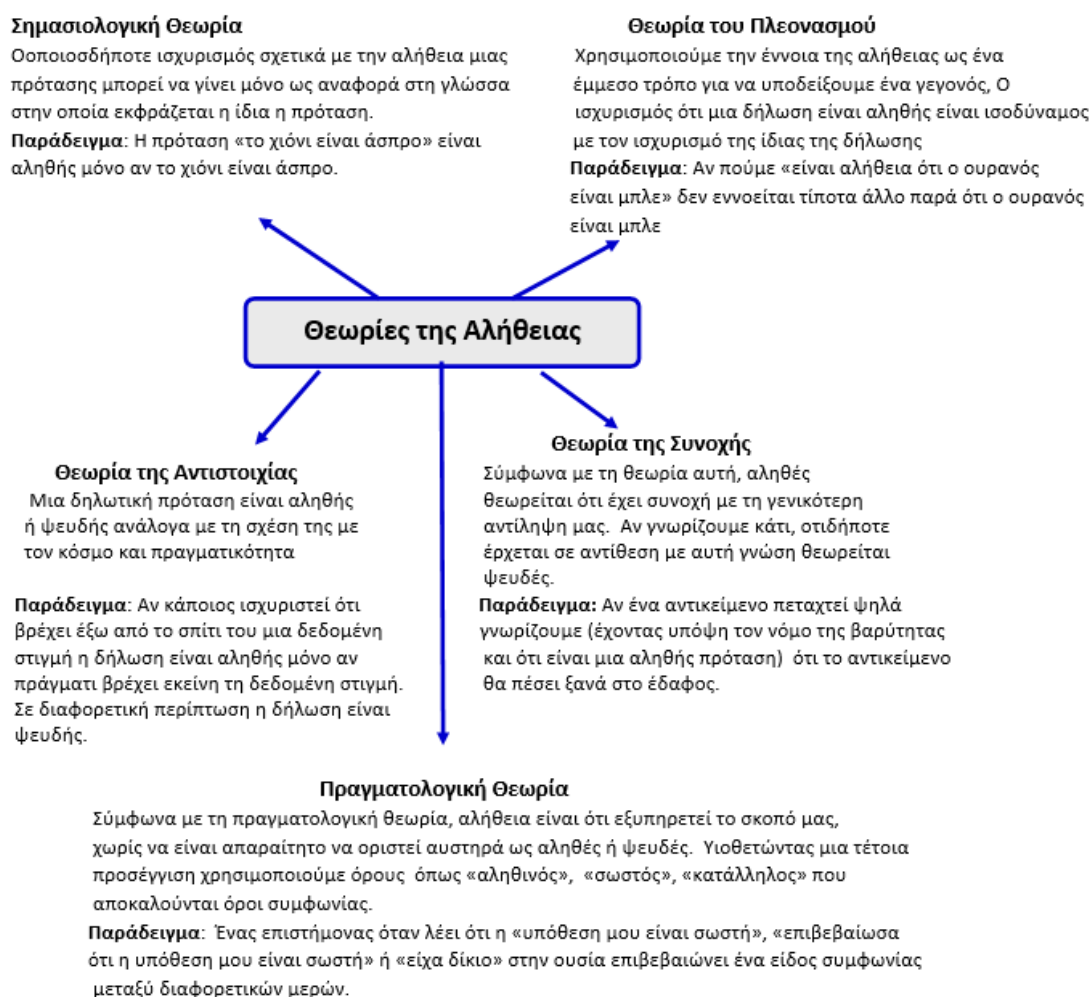 Σημασιολογική Θεωρία
Οοποιοσδήποτε ισχυρισμός σχετικά με την αλήθεια μιας
πρότασης μπορεί να γίνει μόνο ως αναφορά στη γλώσσα
στην οποία εκφράζεται η ίδια η πρόταση.
Παράδειγμα: Η πρόταση «το χιόνι είναι άσπρο» είναι
αληθής μόνο αν το χιόνι είναι άσπρο.
Θεωρία του Πλεονασμού
Χρησιμοποιούμε την έννοια της αλήθειας ως ένα
έμμεσο τρόπο για να υποδείξουμε ένα γεγονός, Ο
ισχυρισμός ότι μια δήλωση είναι αληθής είναι ισοδύναμος
με τον ισχυρισμό της ίδιας της δήλωσης
Παράδειγμα: Αν πούμε «είναι αλήθεια ότι ο ουρανός
είναι μπλε» δεν εννοείται τίποτα άλλο παρά ότι ο ουρανός
είναι μπλε
Θεωρίες της Αλήθειας
Θεωρία της Αντιστοιχίας
Μια δηλωτική πρόταση είναι αληθής
ή ψευδής ανάλογα με τη σχέση της με
τον κόσμο και πραγματικότητα
Παράδειγμα: Αν κάποιος ισχυριστεί ότι
βρέχει έξω από το σπίτι του μια δεδομένη
στιγμή η δήλωση είναι αληθής μόνο αν
πράγματι βρέχει εκείνη τη δεδομένη στιγμή.
Σε διαφορετική περίπτωση η δήλωση είναι
ψευδής.
Θεωρία της Συνοχής
Σύμφωνα με τη θεωρία αυτή, αληθές
θεωρείται ότι έχει συνοχή με τη γενικότερη
αντίληψη μας. Αν γνωρίζουμε κάτι, οτιδήποτε
έρχεται σε αντίθεση με αυτή γνώση θεωρείται
ψευδές.
Παράδειγμα: Αν ένα αντικείμενο πεταχτεί ψηλά
γνωρίζουμε (έχοντας υπόψη τον νόμο της βαρύτητας
και ότι είναι μια αληθής πρόταση) ότι το αντικείμενο
θα πέσει ξανά στο έδαφος.
Πραγματολογική Θεωρία
Σύμφωνα με τη πραγματολογική θεωρία, αλήθεια είναι ότι εξυπηρετεί το σκοπό μας,
χωρίς να είναι απαραίτητο να οριστεί αυστηρά ως αληθές ή ψευδές. Υιοθετώντας μια τέτοια
προσέγγιση χρησιμοποιούμε όρους όπως «αληθινός», «σωστός», «κατάλληλος» που
αποκαλούνται όροι συμφωνίας.
Παράδειγμα: Ένας επιστήμονας όταν λέει ότι η «υπόθεση μου είναι σωστή», «επιβεβαίωσα
ότι η υπόθεση μου είναι σωστή» ή «είχα δίκιο» στην ουσία επιβεβαιώνει ένα είδος συμφωνίας
μεταξύ διαφορετικών μερών.